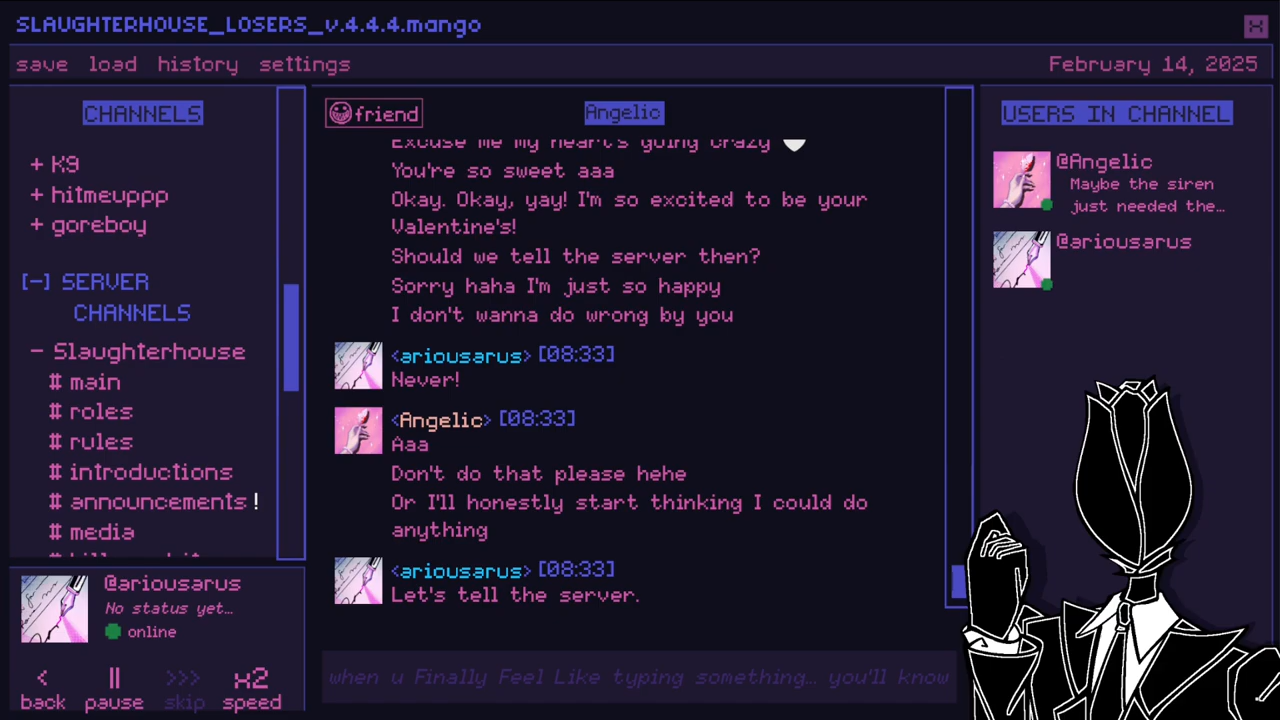 SLAUGHTERHOUSE_LOSERS_v.4.4.4.mango
X
save load history settings
February 14, 2025
CHANNELS
+ K9
+ hitmeuppp
+ goreboy
[-] SERVER
CHANNELS
- Slaughterhouse
# main
# roles
# rules
# introductions
# announcements !
# media
@ariousarus
No status yet...
online
< || >>> x2
back pause skip speed
friend
Angelic
Excuse me my heart's going crazy
You're so sweet aaa
Okay. Okay, yay! I'm so excited to be your
Valentine's!
Should we tell the server then?
Sorry haha I'm just so happy
I don't wanna do wrong by you
<ariousarus> [08:33]
Never!
<Angelic> [08:33]
Aaa
Don't do that please hehe
Or I'll honestly start thinking I could do
anything
<ariousarus> [08:33]
Let's tell the server.
when u Finally Feel Like typing something... you'll know
USERS IN CHANNEL
@Angelic
Maybe the siren
just needed the...
@ariousarus